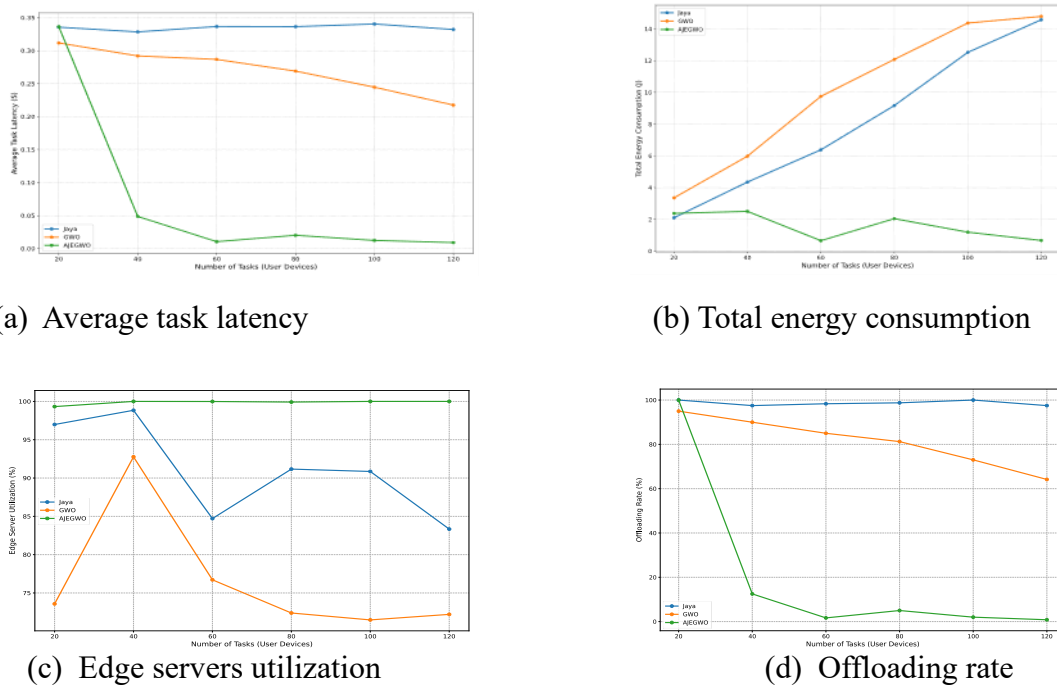 0.35
0.30
0.25
0.20
0.15
0.10
0.05
0.00
Average Task Latency (S)
Jaya
GWO
AJEGWO
20
40
60
80
100
120
Number of Tasks (User Devices)
14
12
10
8
6
4
2
0
Total Energy Consumption (J)
Jaya
GWO
AJEGWO
20
40
60
80
100
120
Number of Tasks (User Devices)
(a) Average task latency
(b) Total energy consumption
100
95
90
85
80
75
Edge Server Utilization (%)
Jaya
GWO
AJEGWO
20
40
60
80
100
120
Number of Tasks (User Devices)
100
80
60
40
20
0
Offloading Rate (%)
Jaya
GWO
AJEGWO
20
40
60
80
100
120
Number of Tasks (User Devices)
(c) Edge servers utilization
(d) Offloading rate